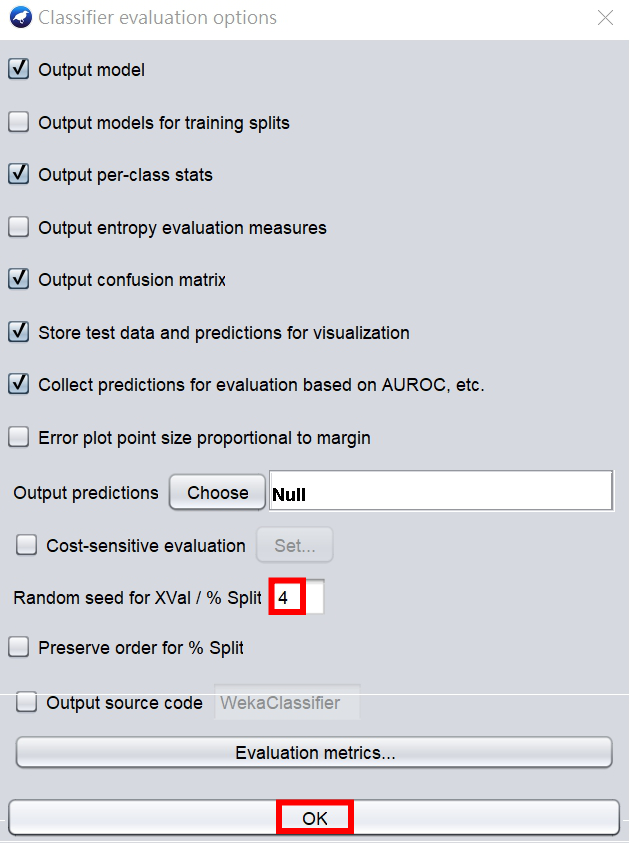 Classifier evaluation options
Output model
Output models for training splits
Output per-class stats
Output entropy evaluation measures
Output confusion matrix
Store test data and predictions for visualization
Collect predictions for evaluation based on AUROC, etc.
Error plot point size proportional to margin
Output predictions Choose Null
Cost-sensitive evaluation Set...
Random seed for XVal / % Split 4
Preserve order for % Split
Output source code WekaClassifier
Evaluation metrics...
OK